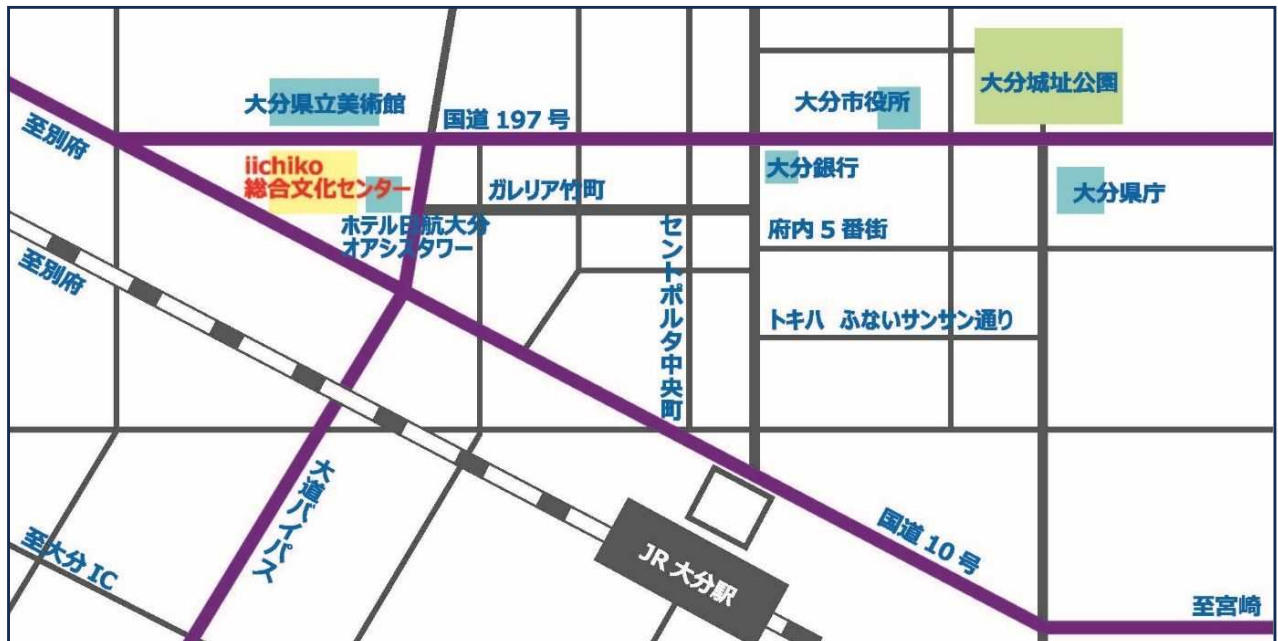 大分県立美術館
国道 197 号
大分市役所
大分城址公園
至別府
iichiko
総合文化センター
ホテル日航大分
オアシスタワー
ガレリア竹町
大分銀行
大分県庁
セントポルタ中央町
府内 5 番街
至別府
トキハ ふないサンサン通り
大道バイパス
至大分 IC
JR 大分駅
国道 10 号
至宮崎